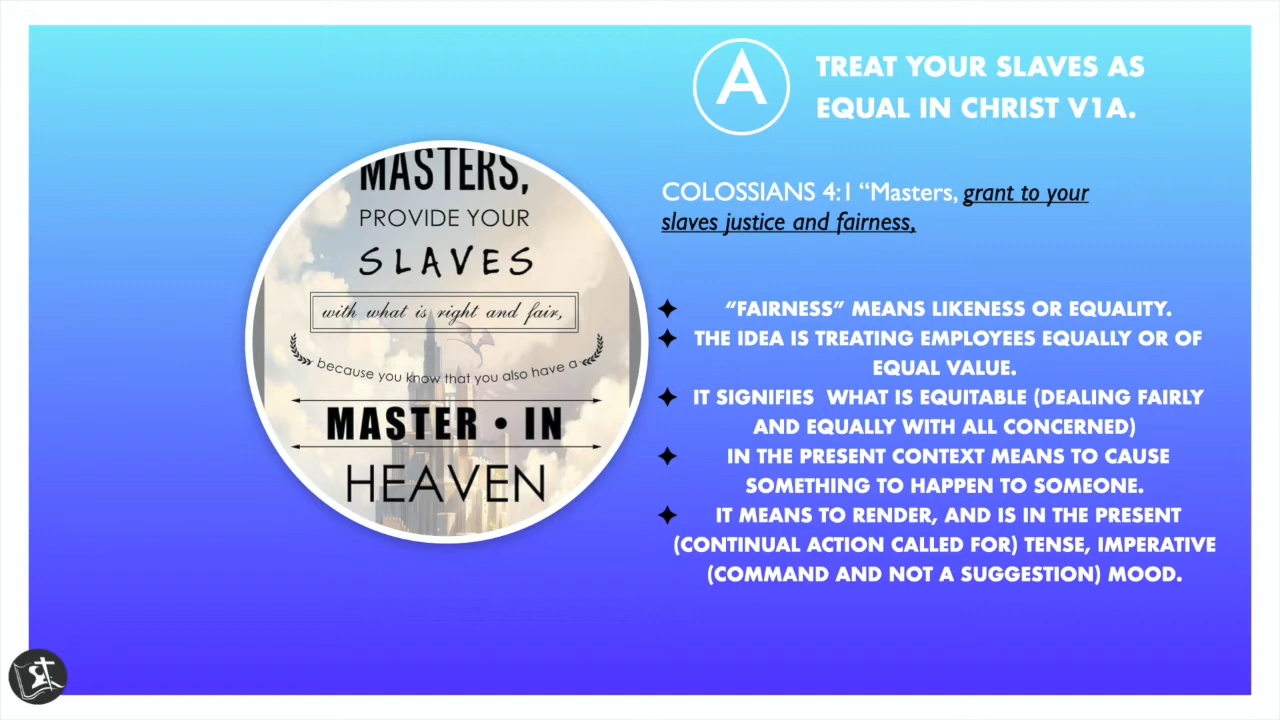 A
TREAT YOUR SLAVES AS
EQUAL IN CHRIST V1A.
MASTERS,
PROVIDE YOUR
SLAVES
with what is right and fair,
because you know that you also have a
MASTER • IN
HEAVEN
COLOSSIANS 4:1 “Masters, grant to your
slaves justice and fairness,
✦ “FAIRNESS” MEANS LIKENESS OR EQUALITY.
✦ THE IDEA IS TREATING EMPLOYEES EQUALLY OR OF
EQUAL VALUE.
✦ IT SIGNIFIES WHAT IS EQUITABLE (DEALING FAIRLY
AND EQUALLY WITH ALL CONCERNED)
✦ IN THE PRESENT CONTEXT MEANS TO CAUSE
SOMETHING TO HAPPEN TO SOMEONE.
✦ IT MEANS TO RENDER, AND IS IN THE PRESENT
(CONTINUAL ACTION CALLED FOR) TENSE, IMPERATIVE
(COMMAND AND NOT A SUGGESTION) MOOD.